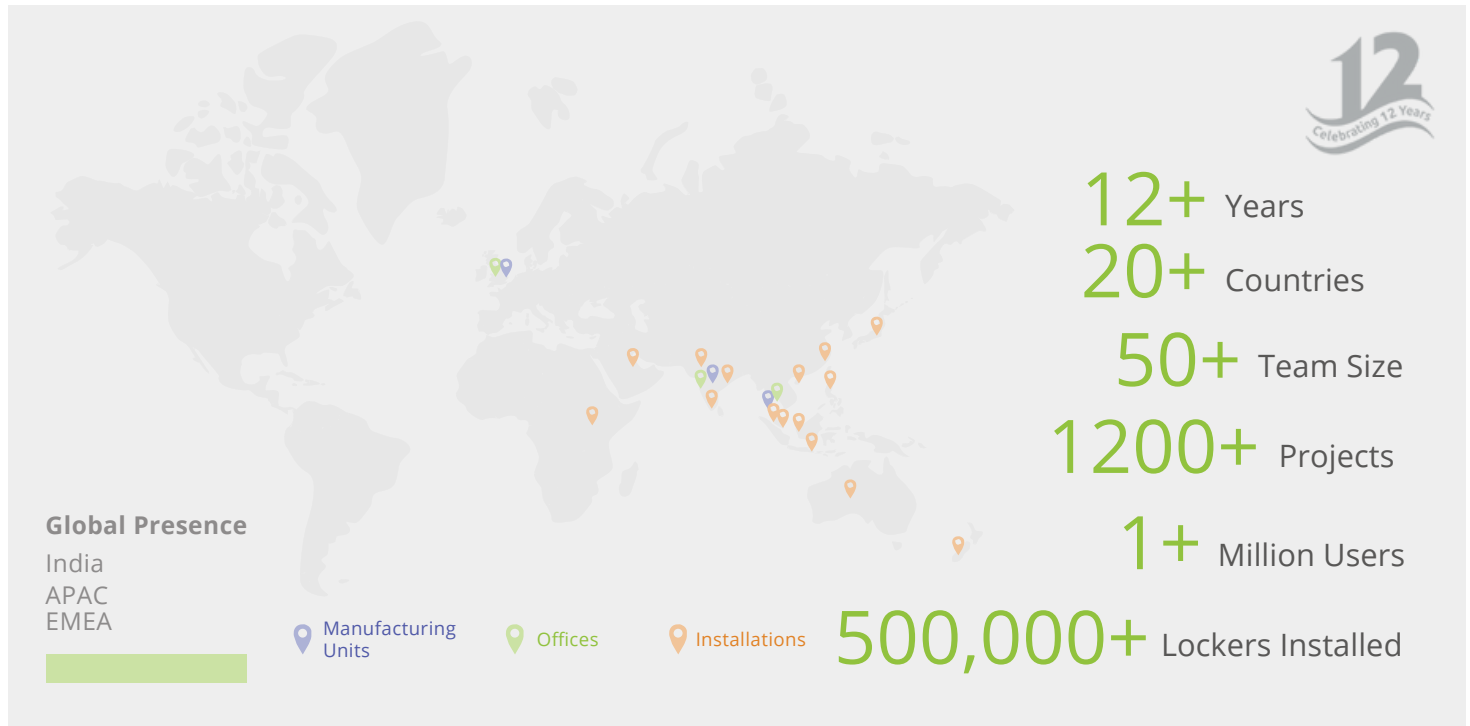 12
Celebrating 12 Years
12+ Years
20+ Countries
50+ Team Size
1200+ Projects
1+ Million Users
500,000+ Lockers Installed
Global Presence
India
APAC
EMEA
Manufacturing
Units
Offices
Installations